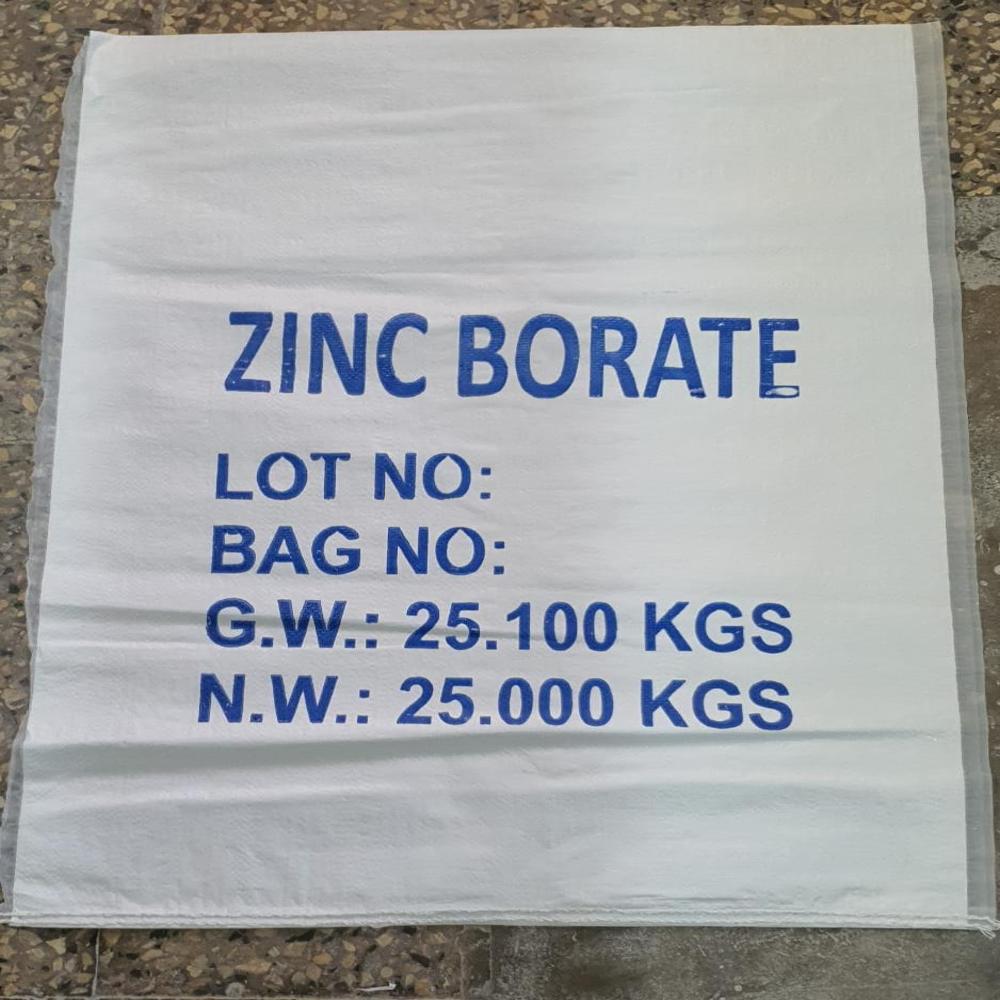 ZINC BORATE
LOT NO:
BAG NO:
G.W.: 25.100 KGS
N.W.: 25.000 KGS